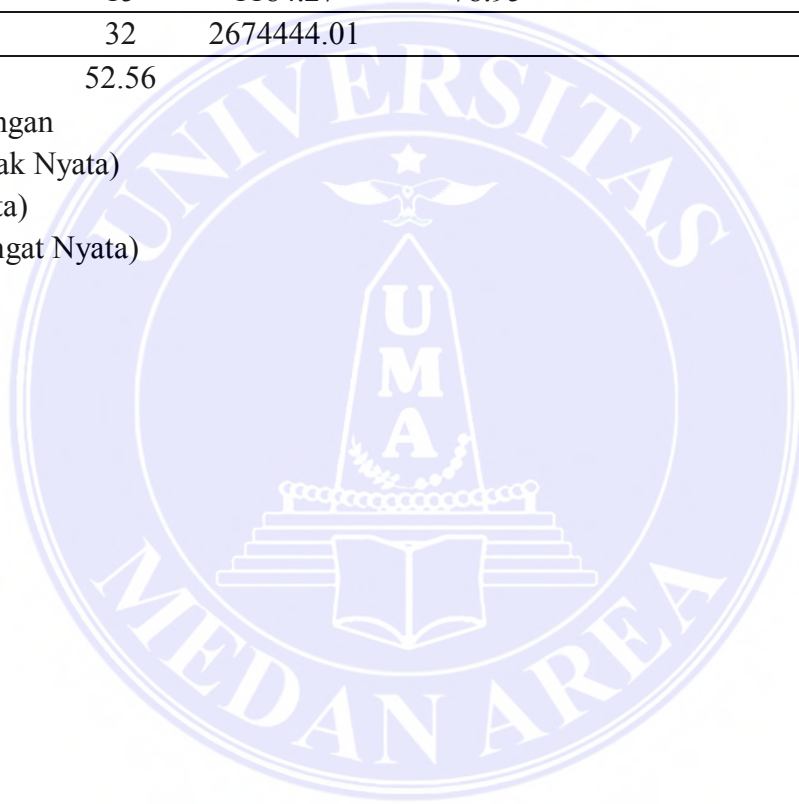 32 2674444.01
52.56
ngan
ak Nyata)
ta)
ngat Nyata)
UNIVERSITAS
UMA
MEDAN AREA